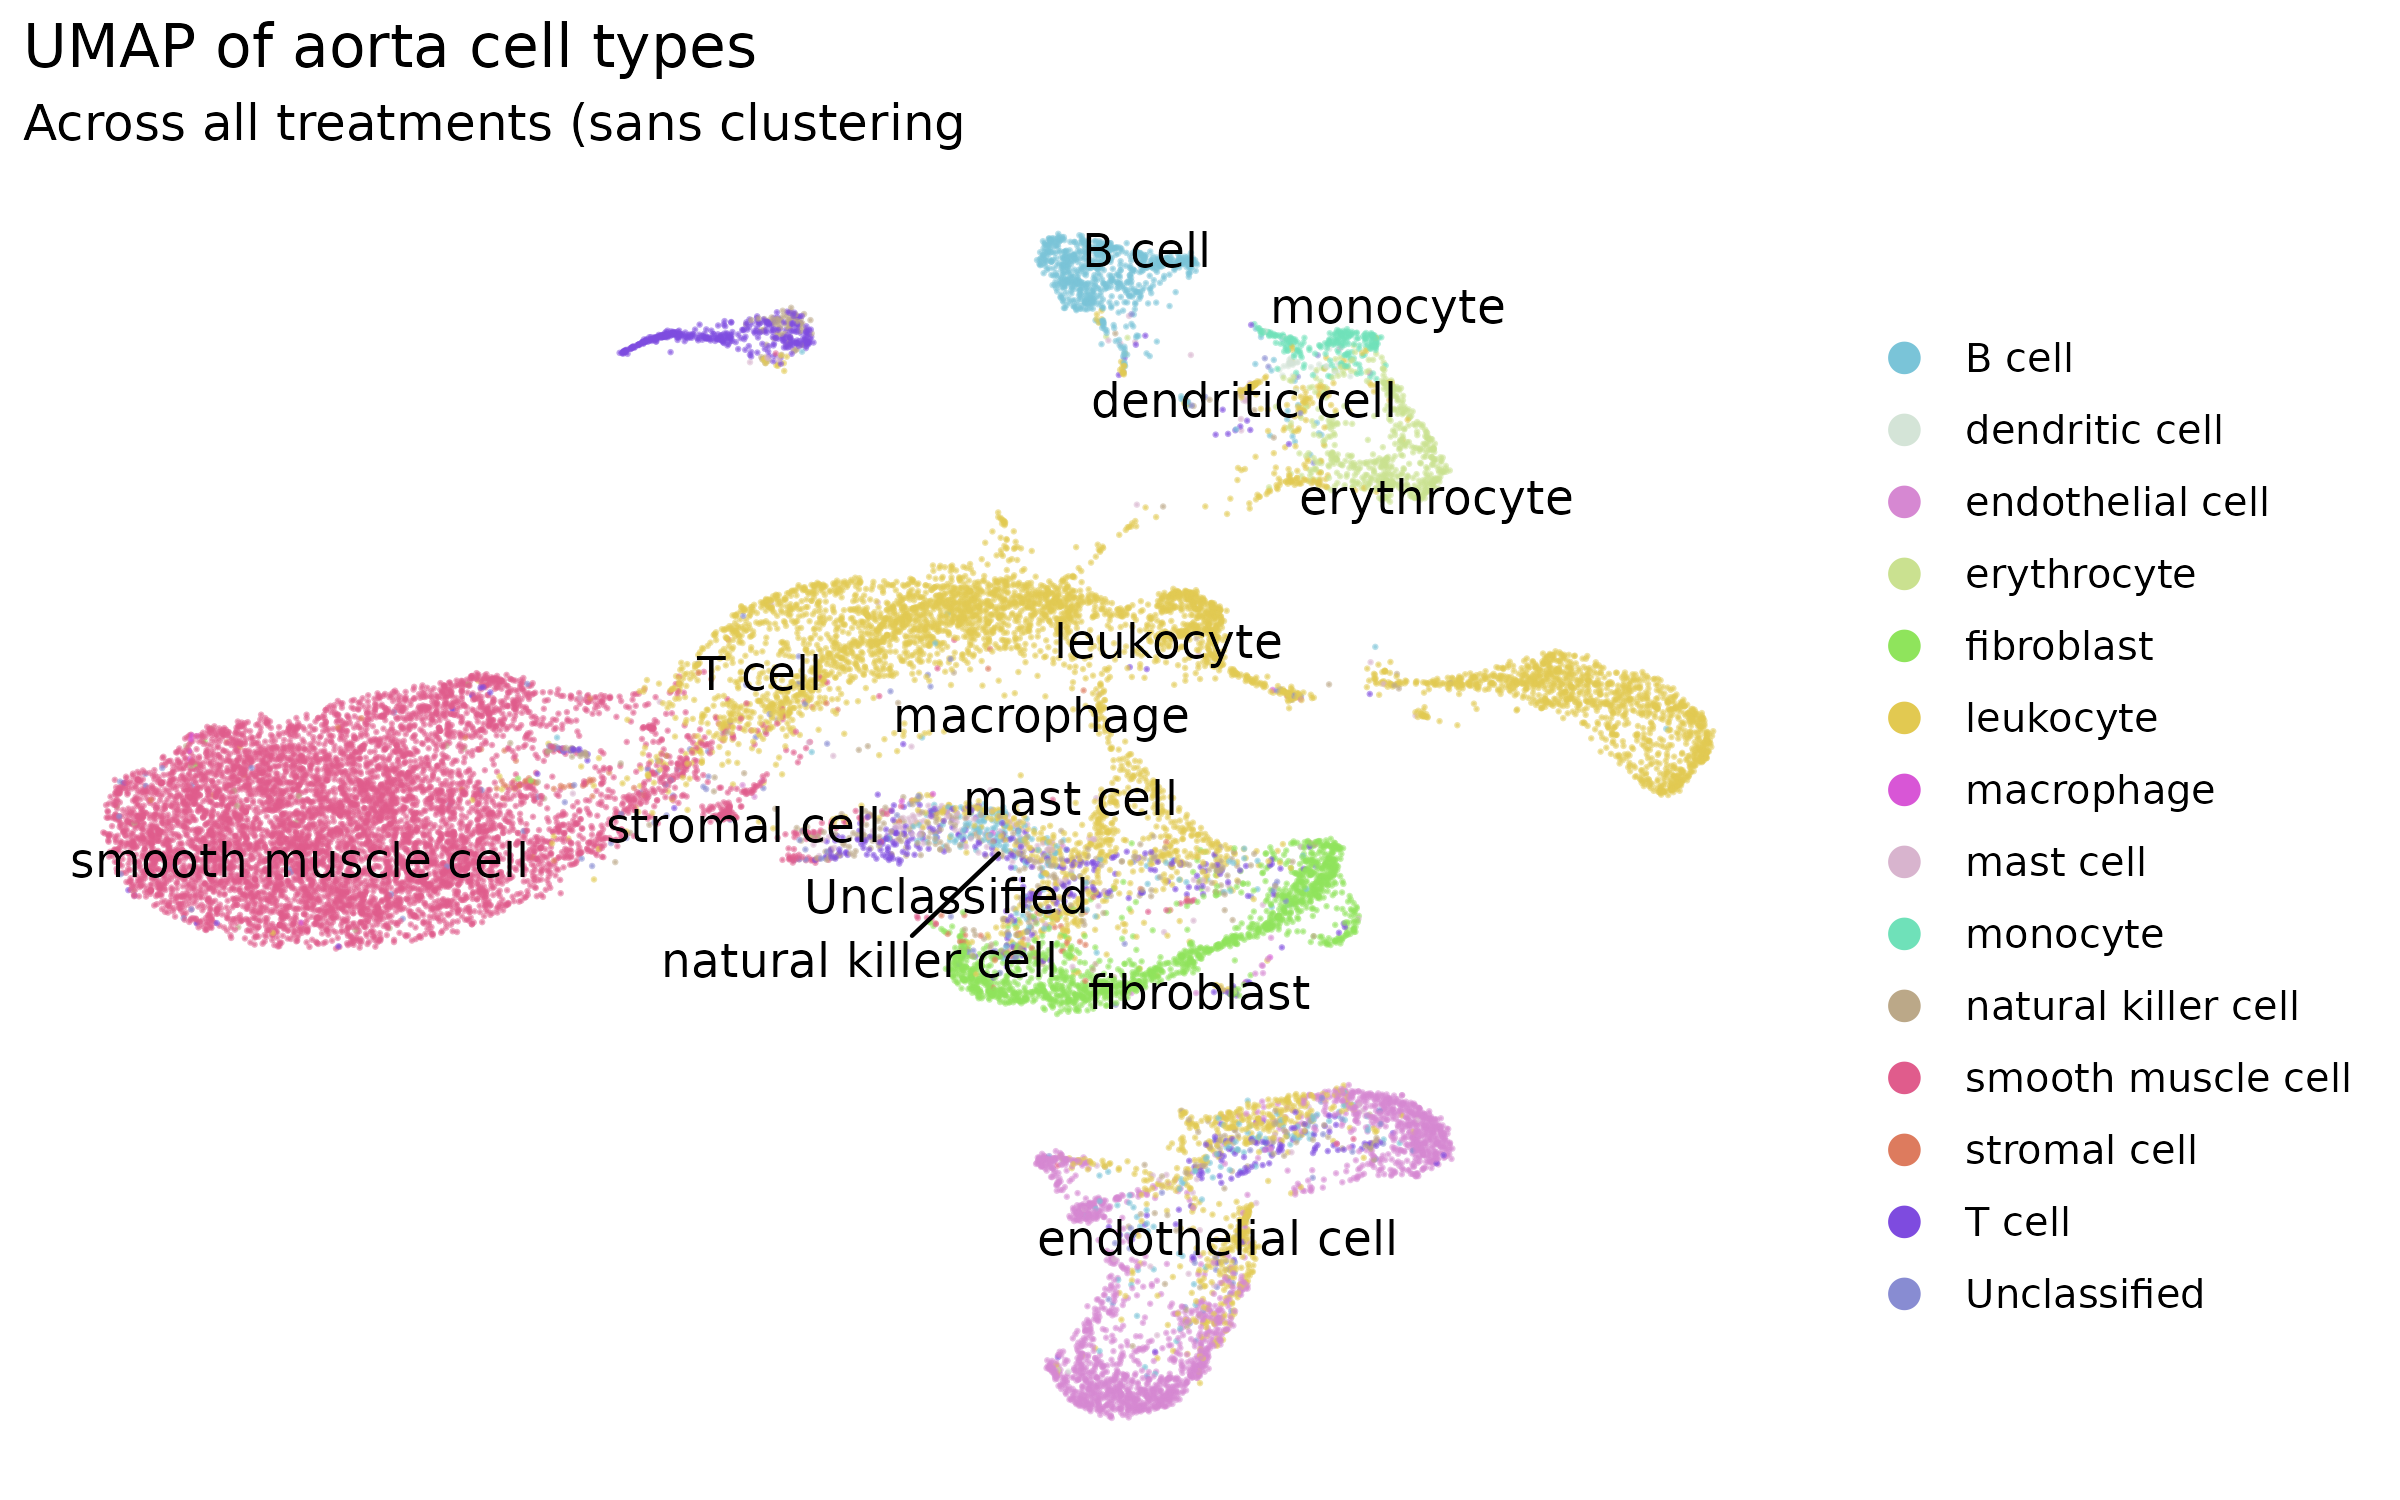 UMAP of aorta cell types
Across all treatments (sans clustering
B cell
monocyte
dendritic cell
erythrocyte
leukocyte
T cell
macrophage
mast cell
stromal cell
smooth muscle cell
Unclassified
natural killer cell
fibroblast
endothelial cell
B cell
dendritic cell
endothelial cell
erythrocyte
fibroblast
leukocyte
macrophage
mast cell
monocyte
natural killer cell
smooth muscle cell
stromal cell
T cell
Unclassified